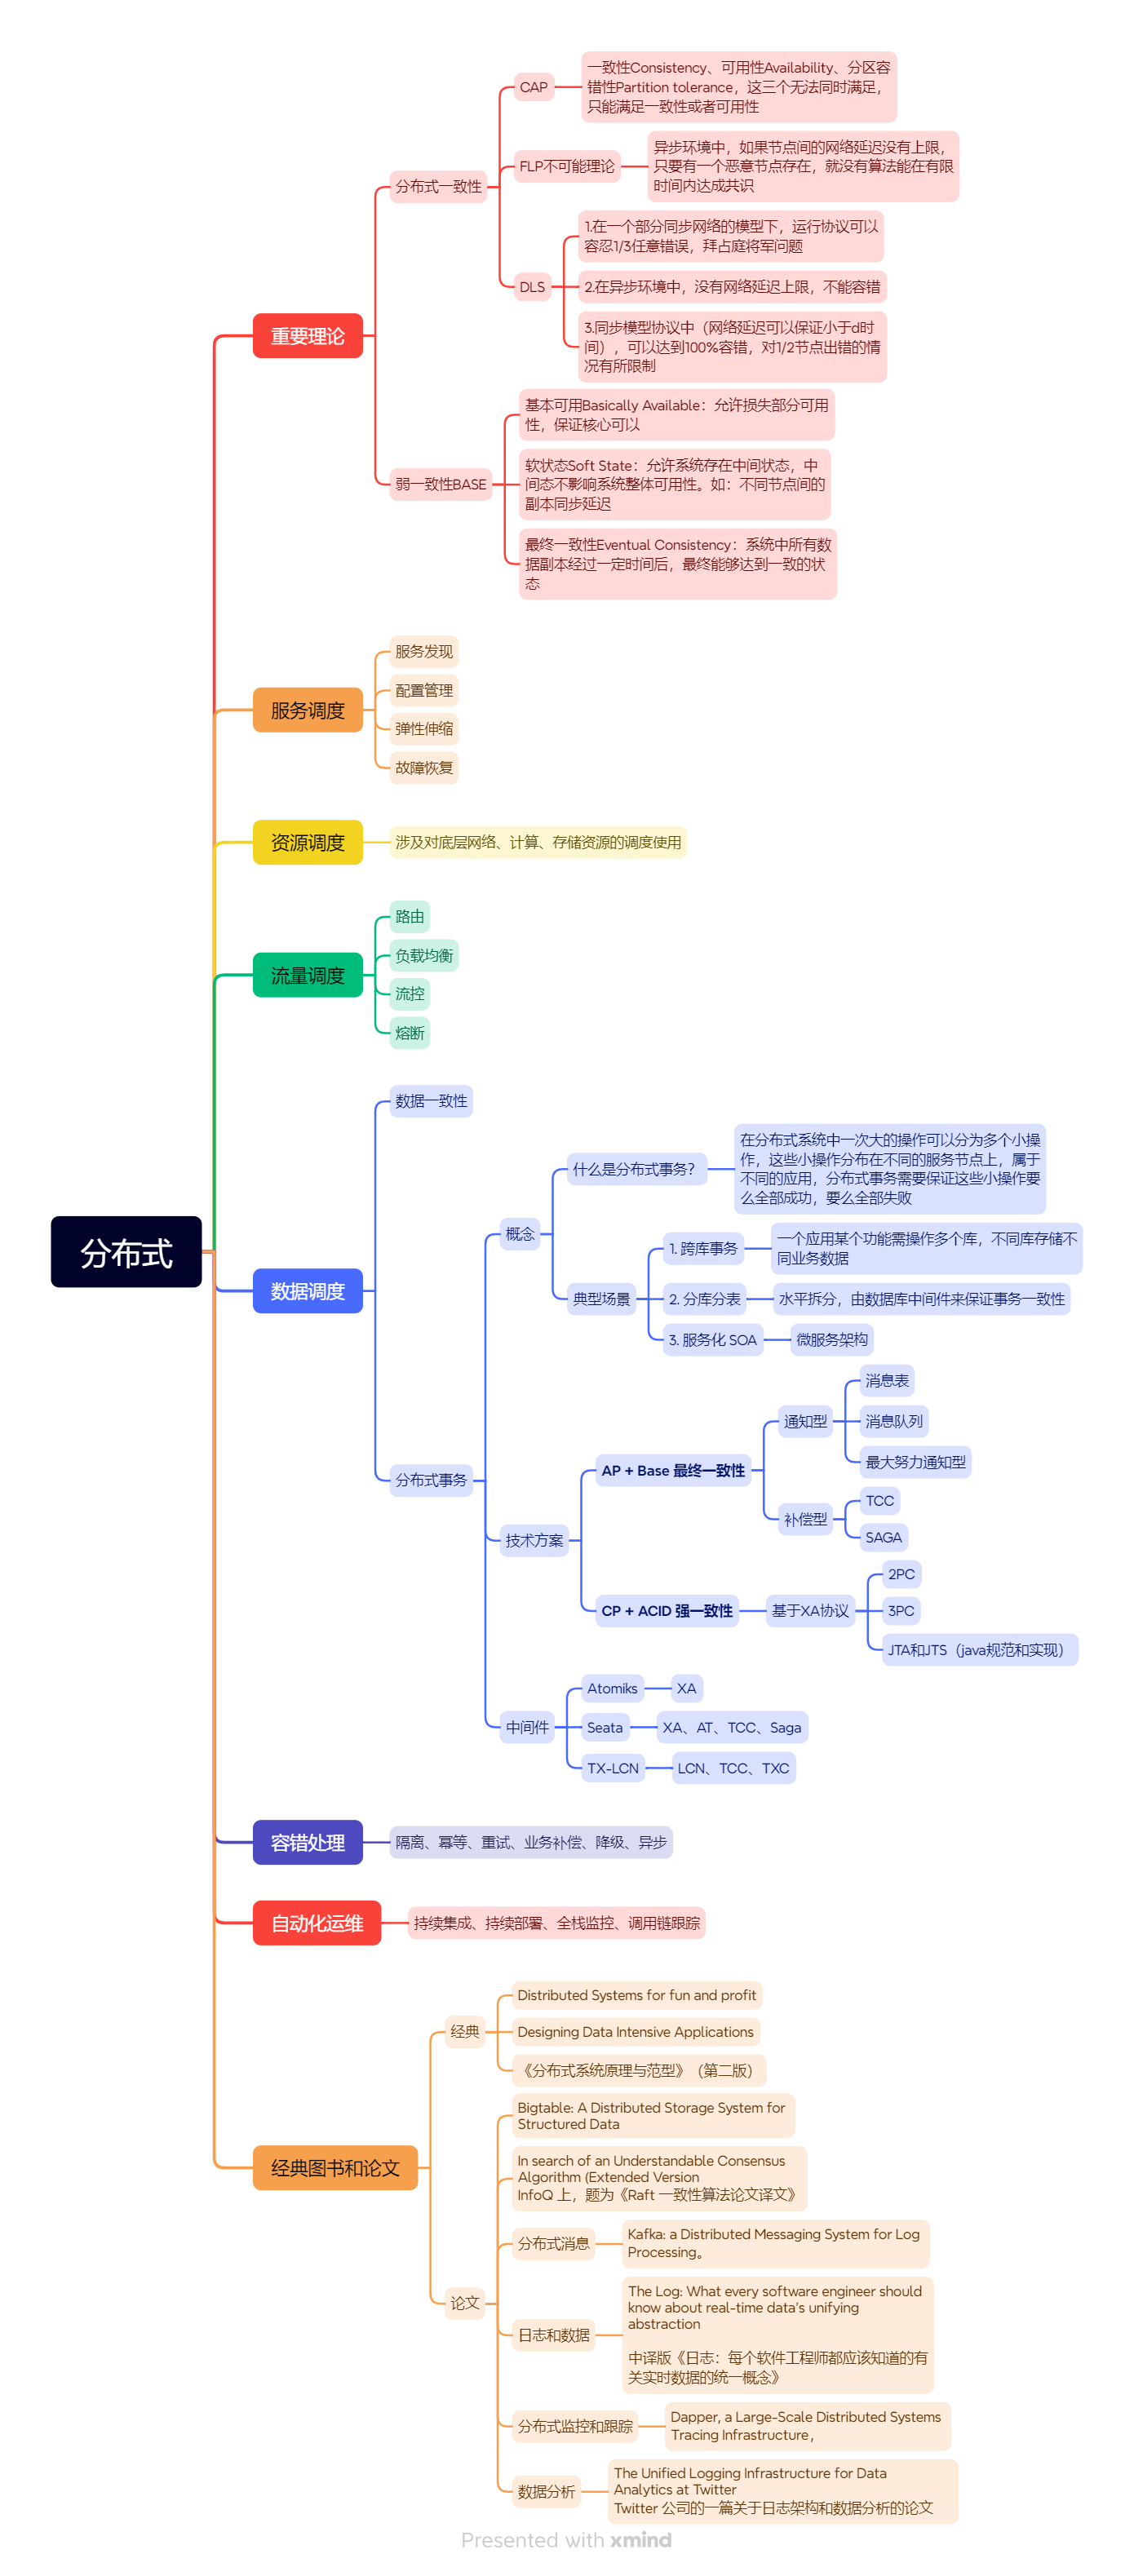 分布式
重要理论
分布式一致性
CAP
一致性Consistency、可用性Availability、分区容
错性Partition tolerance，这三个无法同时满足，
只能满足一致性或者可用性
FLP不可能理论
异步环境中，如果节点间的网络延迟没有上限，
只要有一个恶意节点存在，就没有算法能在有限
时间内达成共识
DLS
1.在一个部分同步网络的模型下，运行协议可以
容忍1/3任意错误，拜占庭将军问题
2.在异步环境中，没有网络延迟上限，不能容错
3.同步模型协议中（网络延迟可以保证小于d时
间），可以达到100%容错，对1/2节点出错的情
况有所限制
弱一致性BASE
基本可用Basically Available：允许损失部分可用
性，保证核心可以
软状态Soft State：允许系统存在中间状态，中
间态不影响系统整体可用性。如：不同节点间的
副本同步延迟
最终一致性Eventual Consistency：系统中所有数
据副本经过一定时间后，最终能够达到一致的状
态
服务调度
服务发现
配置管理
弹性伸缩
故障恢复
资源调度
涉及对底层网络、计算、存储资源的调度使用
流量调度
路由
负载均衡
流控
熔断
数据调度
数据一致性
分布式事务
概念
什么是分布式事务？
在分布式系统中一次大的操作可以分为多个小操
作，这些小操作分布在不同的服务节点上，属于
不同的应用，分布式事务需要保证这些小操作要
么全部成功，要么全部失败
典型场景
1. 跨库事务
一个应用某个功能需操作多个库，不同库存储不
同业务数据
2. 分库分表
水平拆分，由数据库中间件来保证事务一致性
3. 服务化 SOA
微服务架构
技术方案
AP + Base 最终一致性
通知型
消息表
消息队列
最大努力通知型
补偿型
TCC
SAGA
CP + ACID 强一致性
基于XA协议
2PC
3PC
JTA和JTS（java规范和实现）
中间件
Atomiks
XA
Seata
XA、AT、TCC、Saga
TX-LCN
LCN、TCC、TXC
容错处理
隔离、幂等、重试、业务补偿、降级、异步
自动化运维
持续集成、持续部署、全栈监控、调用链跟踪
经典图书和论文
经典
Distributed Systems for fun and profit
Designing Data Intensive Applications
《分布式系统原理与范型》（第二版）
论文
Bigtable: A Distributed Storage System for
Structured Data
In search of an Understandable Consensus
Algorithm (Extended Version
InfoQ 上，题为《Raft 一致性算法论文译文》
分布式消息
Kafka: a Distributed Messaging System for Log
Processing。
日志和数据
The Log: What every software engineer should
know about real-time data's unifying
abstraction
中译版《日志：每个软件工程师都应该知道的有
关实时数据的统一概念》
分布式监控和跟踪
Dapper, a Large-Scale Distributed Systems
Tracing Infrastructure，
数据分析
The Unified Logging Infrastructure for Data
Analytics at Twitter
Twitter 公司的一篇关于日志架构和数据分析的论文
Presented with xmind